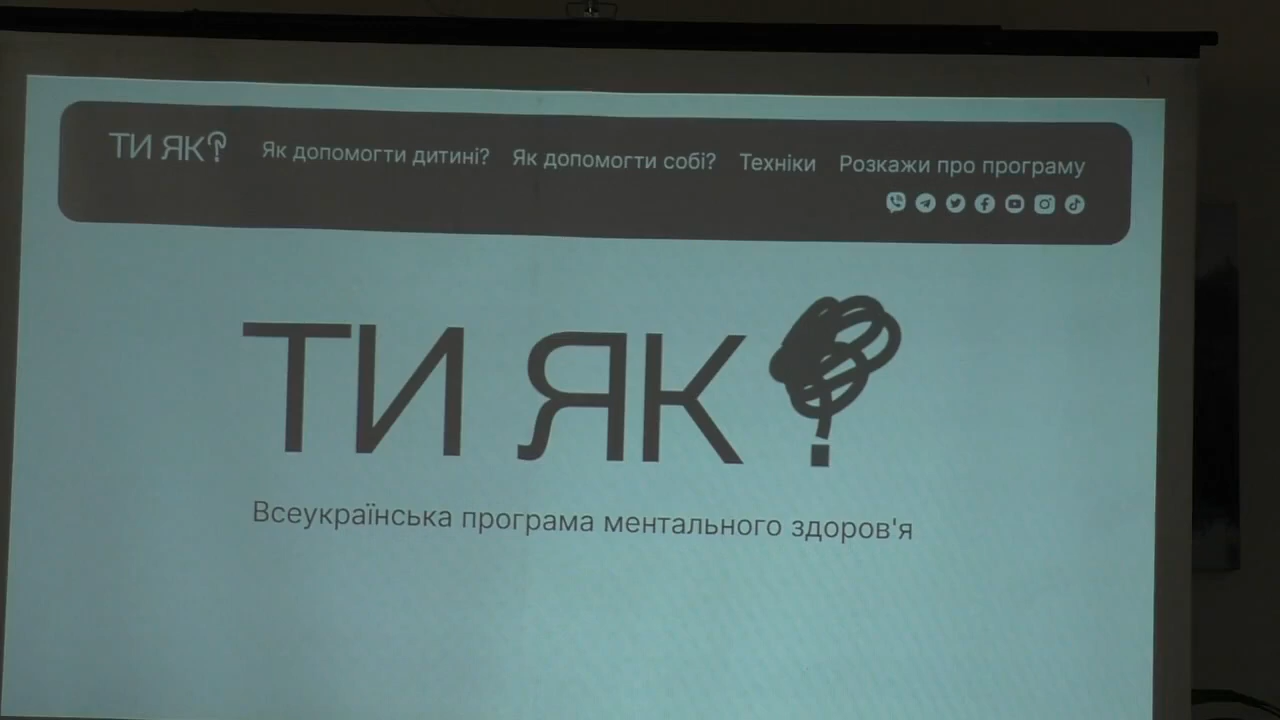 ТИ ЯК?
Як допомогти дитині? Як допомогти собі? Техніки Розкажи про програму
ТИ ЯК?
Всеукраїнська програма ментального здоров'я